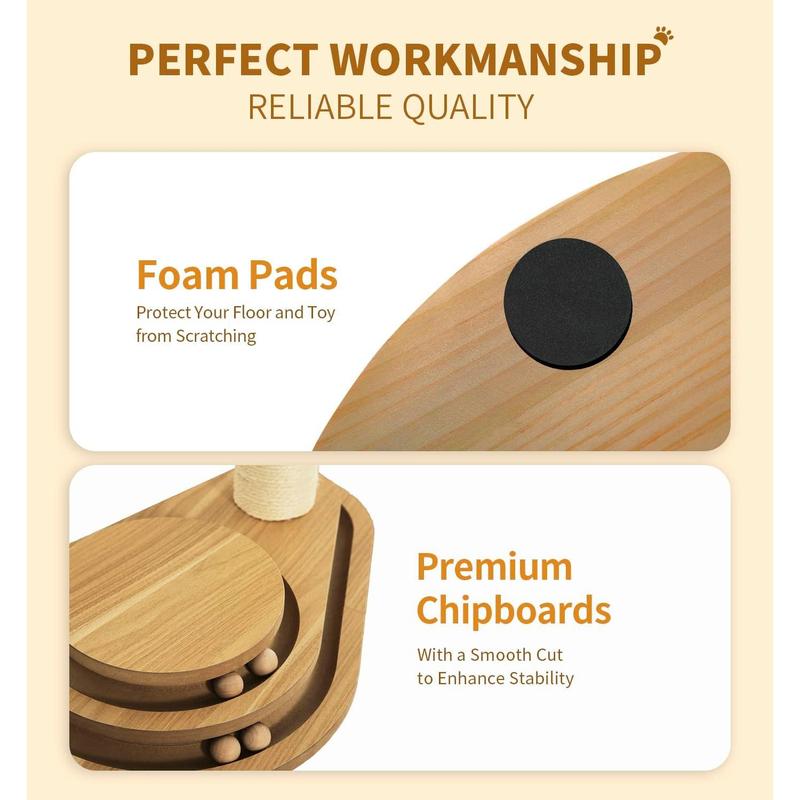 PERFECT WORKMANSHIP
RELIABLE QUALITY
Foam Pads
Protect Your Floor and Toy
from Scratching
Premium
Chipboards
With a Smooth Cut
to Enhance Stability